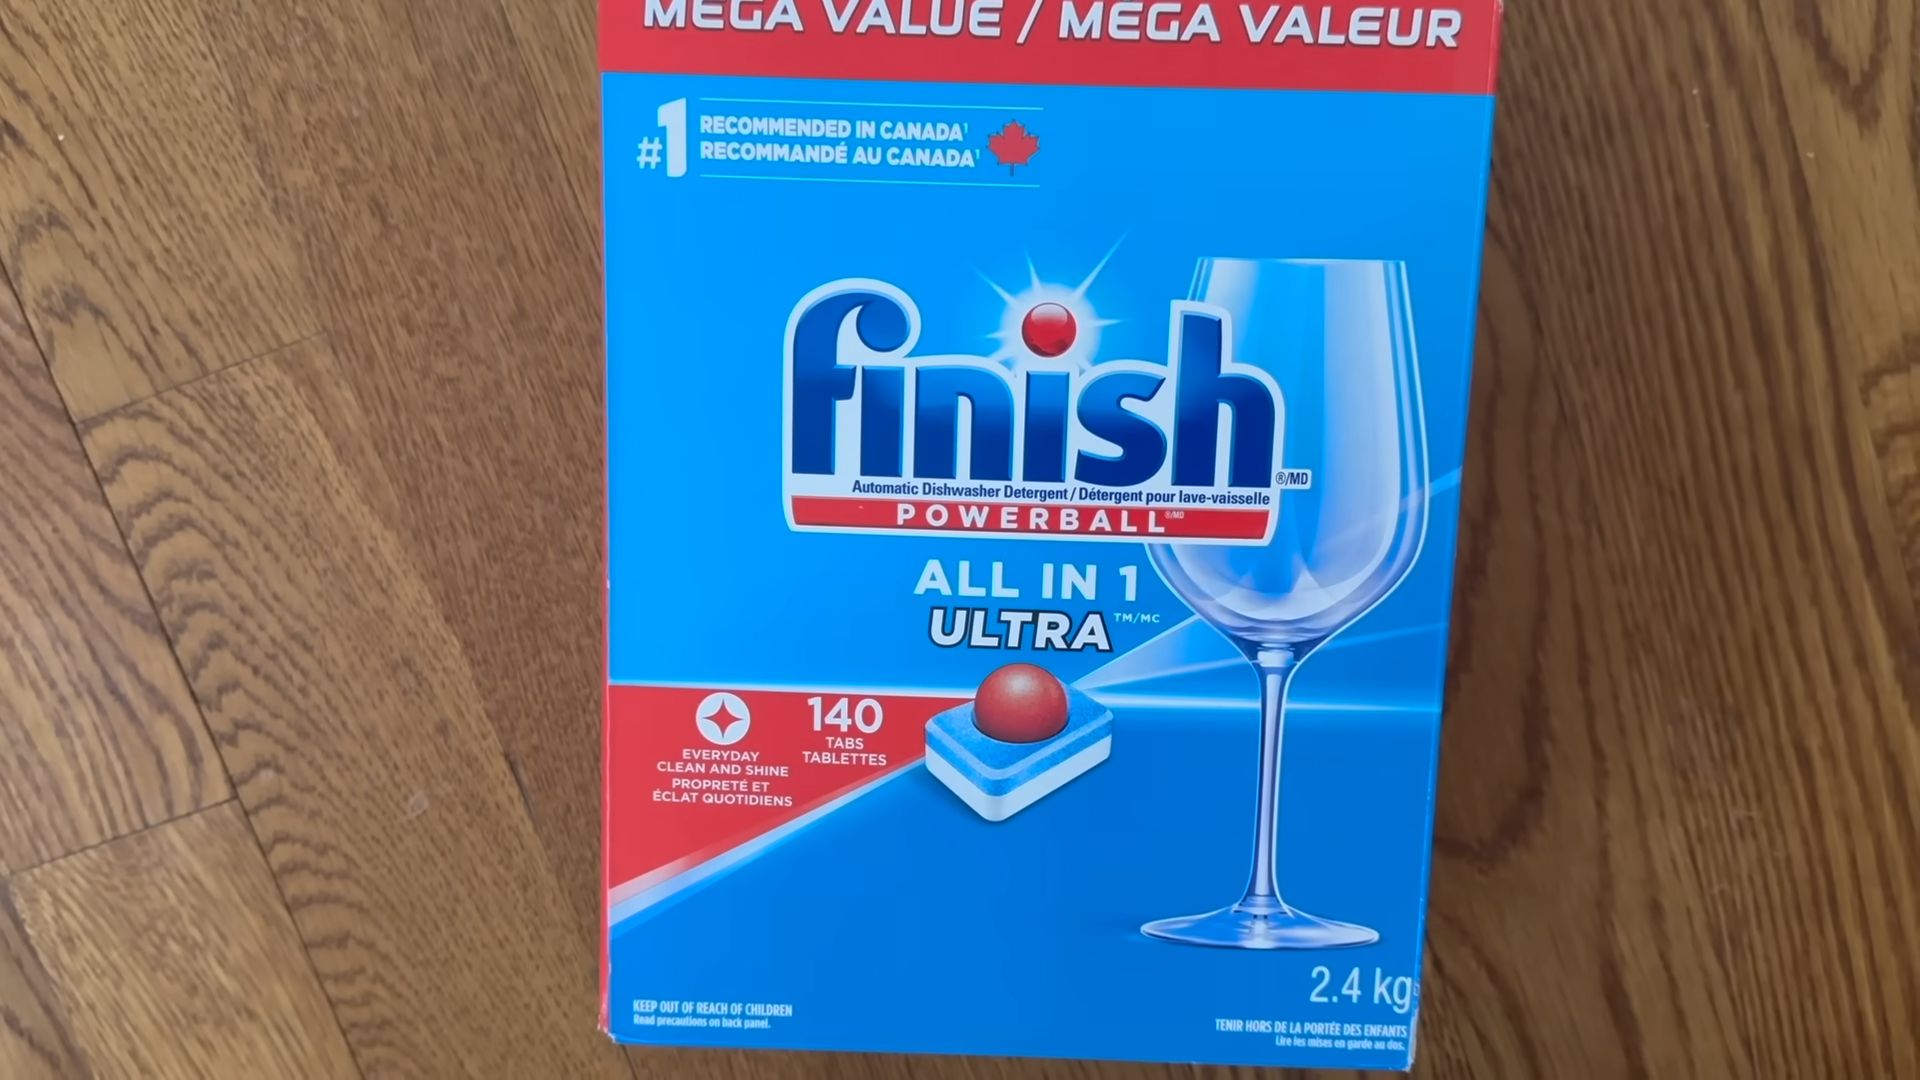 MEGA VALUE / MÉGA VALEUR
#1 RECOMMENDED IN CANADA¹
RECOMMANDÉ AU CANADA¹
finish ®/MD
Automatic Dishwasher Detergent / Détergent pour lave-vaisselle
POWERBALL ®/MD
ALL IN 1
ULTRA TM/MC
140
TABS
TABLETTES
EVERYDAY
CLEAN AND SHINE
PROPRETÉ ET
ÉCLAT QUOTIDIENS
2.4 kg
KEEP OUT OF REACH OF CHILDREN
Read precautions on back panel.
TENIR HORS DE LA PORTÉE DES ENFANTS
Lire les mises en garde au dos.